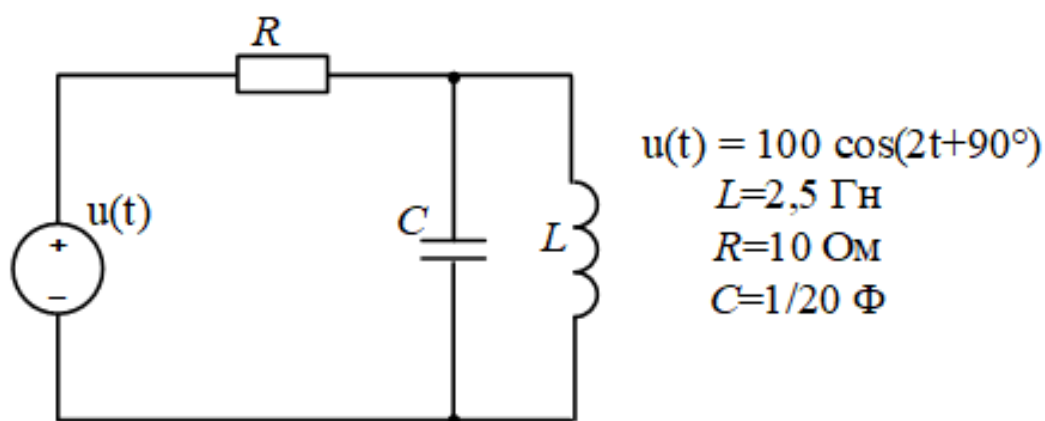 R
u(t)
+
–
C
L
u(t) = 100 cos(2t+90°)
L=2,5 Гн
R=10 Ом
C=1/20 Ф